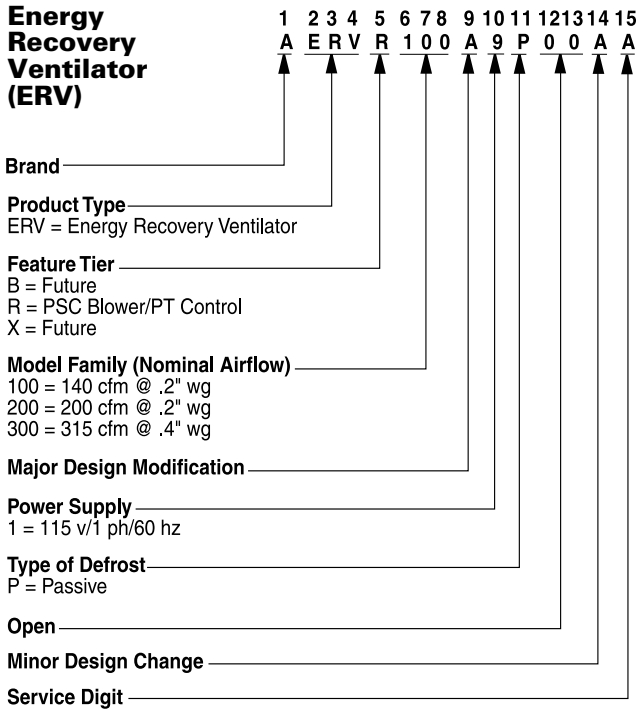 Energy
Recovery
Ventilator
(ERV)
1 2 3 4 5 6 7 8 9 10 11 12 13 14 15
A E R V R 1 0 0 A 9 P 0 0 A A
Brand
Product Type
ERV = Energy Recovery Ventilator
Feature Tier
B = Future
R = PSC Blower/PT Control
X = Future
Model Family (Nominal Airflow)
100 = 140 cfm @ .2" wg
200 = 200 cfm @ .2" wg
300 = 315 cfm @ .4" wg
Major Design Modification
Power Supply
1 = 115 v/1 ph/60 hz
Type of Defrost
P = Passive
Open
Minor Design Change
Service Digit